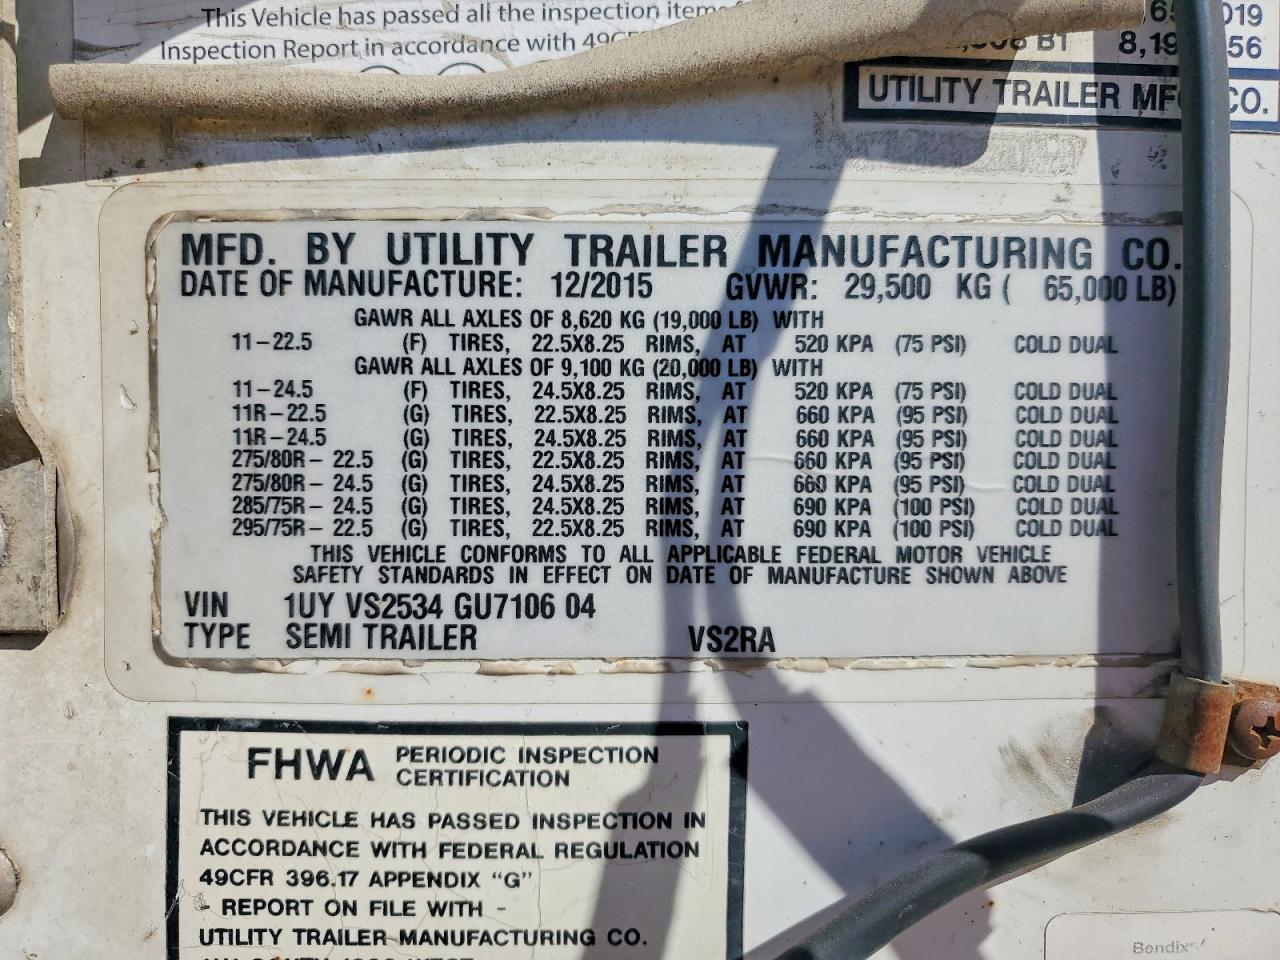 This Vehicle has passed all the inspection items
Inspection Report in accordance with
019
B1 8,19 56
UTILITY TRAILER MFG CO.
MFD. BY UTILITY TRAILER MANUFACTURING CO.
DATE OF MANUFACTURE: 12/2015 GVWR: 29,500 KG ( 65,000 LB)
GAWR ALL AXLES OF 8,620 KG (19,000 LB) WITH
11-22.5 (F) TIRES, 22.5X8.25 RIMS, AT 520 KPA (75 PSI) COLD DUAL
GAWR ALL AXLES OF 9,100 KG (20,000 LB) WITH
11-24.5 (F) TIRES, 24.5X8.25 RIMS, AT 520 KPA (75 PSI) COLD DUAL
11R-22.5 (G) TIRES, 22.5X8.25 RIMS, AT 660 KPA (95 PSI) COLD DUAL
11R-24.5 (G) TIRES, 24.5X8.25 RIMS, AT 660 KPA (95 PSI) COLD DUAL
275/80R- 22.5 (G) TIRES, 22.5X8.25 RIMS, AT 660 KPA (95 PSI) COLD DUAL
275/80R- 24.5 (G) TIRES, 24.5X8.25 RIMS, AT 660 KPA (95 PSI) COLD DUAL
285/75R- 24.5 (G) TIRES, 24.5X8.25 RIMS, AT 690 KPA (100 PSI) COLD DUAL
295/75R- 22.5 (G) TIRES, 22.5X8.25 RIMS, AT 690 KPA (100 PSI) COLD DUAL
THIS VEHICLE CONFORMS TO ALL APPLICABLE FEDERAL MOTOR VEHICLE
SAFETY STANDARDS IN EFFECT ON DATE OF MANUFACTURE SHOWN ABOVE
VIN 1UY VS2534 GU7106 04
TYPE SEMI TRAILER VS2RA
FHWA PERIODIC INSPECTION
CERTIFICATION
THIS VEHICLE HAS PASSED INSPECTION IN
ACCORDANCE WITH FEDERAL REGULATION
49CFR 396.17 APPENDIX "G"
- REPORT ON FILE WITH -
UTILITY TRAILER MANUFACTURING CO.
Bendix